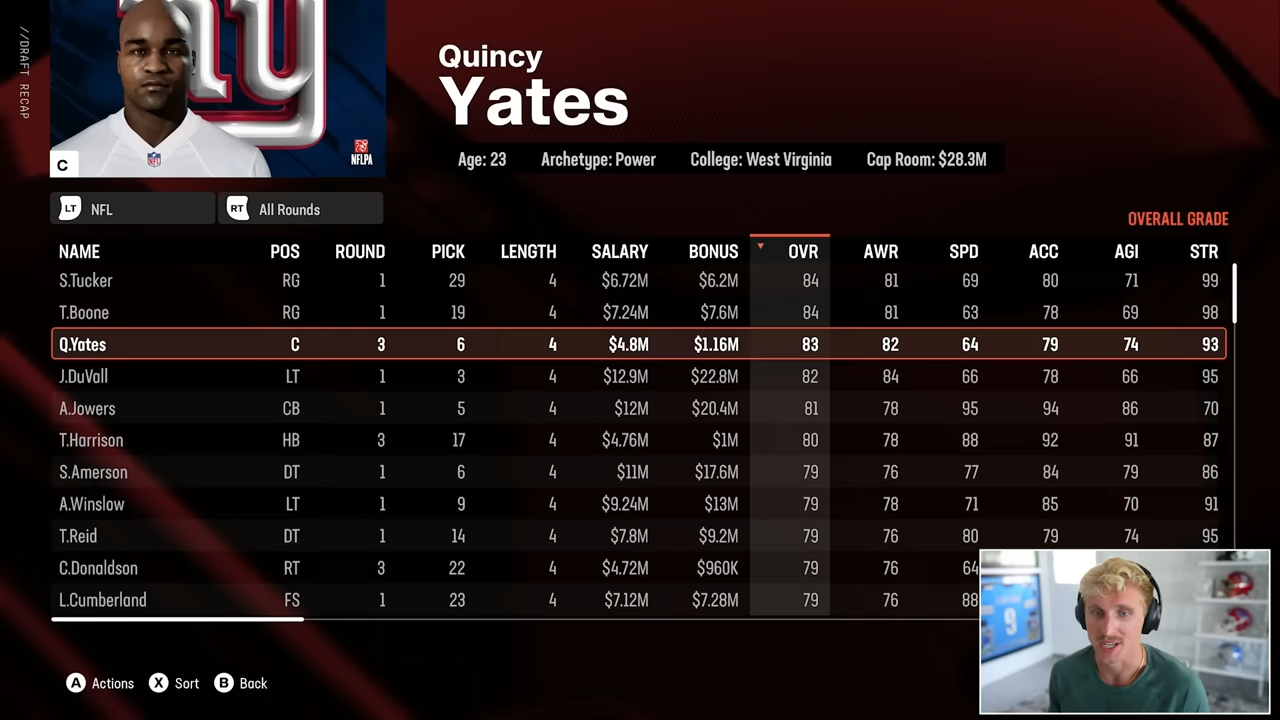 //DRAFT RECAP
ny
C
NFL
NFLPA
Quincy
Yates
Age: 23 Archetype: Power College: West Virginia Cap Room: $28.3M
LT NFL RT All Rounds
OVERALL GRADE
NAME POS ROUND PICK LENGTH SALARY BONUS OVR AWR SPD ACC AGI STR
S.Tucker RG 1 29 4 $6.72M $6.2M 84 81 69 80 71 99
T.Boone RG 1 19 4 $7.24M $7.6M 84 81 63 78 69 98
Q.Yates C 3 6 4 $4.8M $1.16M 83 82 64 79 74 93
J.DuVall LT 1 3 4 $12.9M $22.8M 82 84 66 78 66 95
A.Jowers CB 1 5 4 $12M $20.4M 81 78 95 94 86 70
T.Harrison HB 3 17 4 $4.76M $1M 80 78 88 92 91 87
S.Amerson DT 1 6 4 $11M $17.6M 79 76 77 84 79 86
A.Winslow LT 1 9 4 $9.24M $13M 79 78 71 85 70 91
T.Reid DT 1 14 4 $7.8M $9.2M 79 76 80 79 74 95
C.Donaldson RT 3 22 4 $4.72M $960K 79 76 64
L.Cumberland FS 1 23 4 $7.12M $7.28M 79 76 88
9
A Actions X Sort B Back